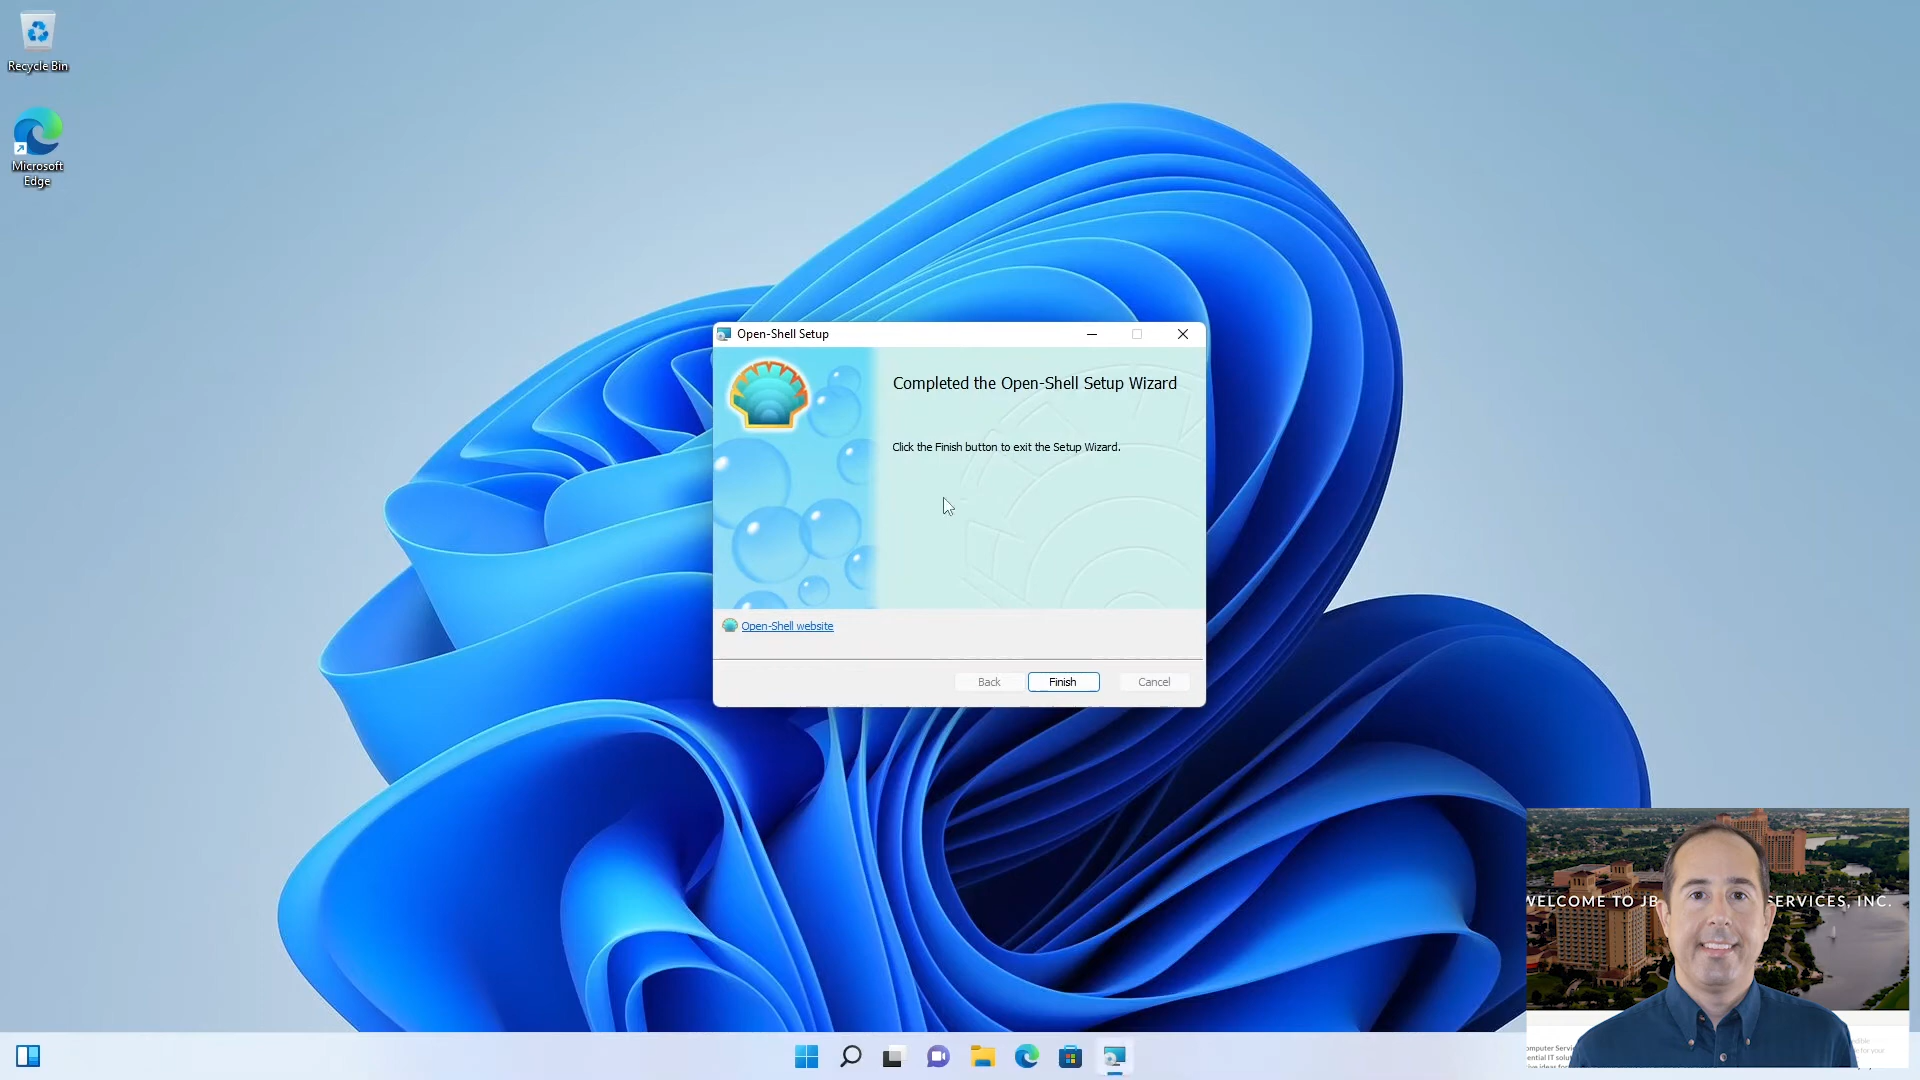 Recycle Bin
Microsoft
Edge
Open-Shell Setup
Completed the Open-Shell Setup Wizard
Click the Finish button to exit the Setup Wizard.
Open-Shell website
Back
Finish
Cancel
WELCOME TO JB
SERVICES, INC.